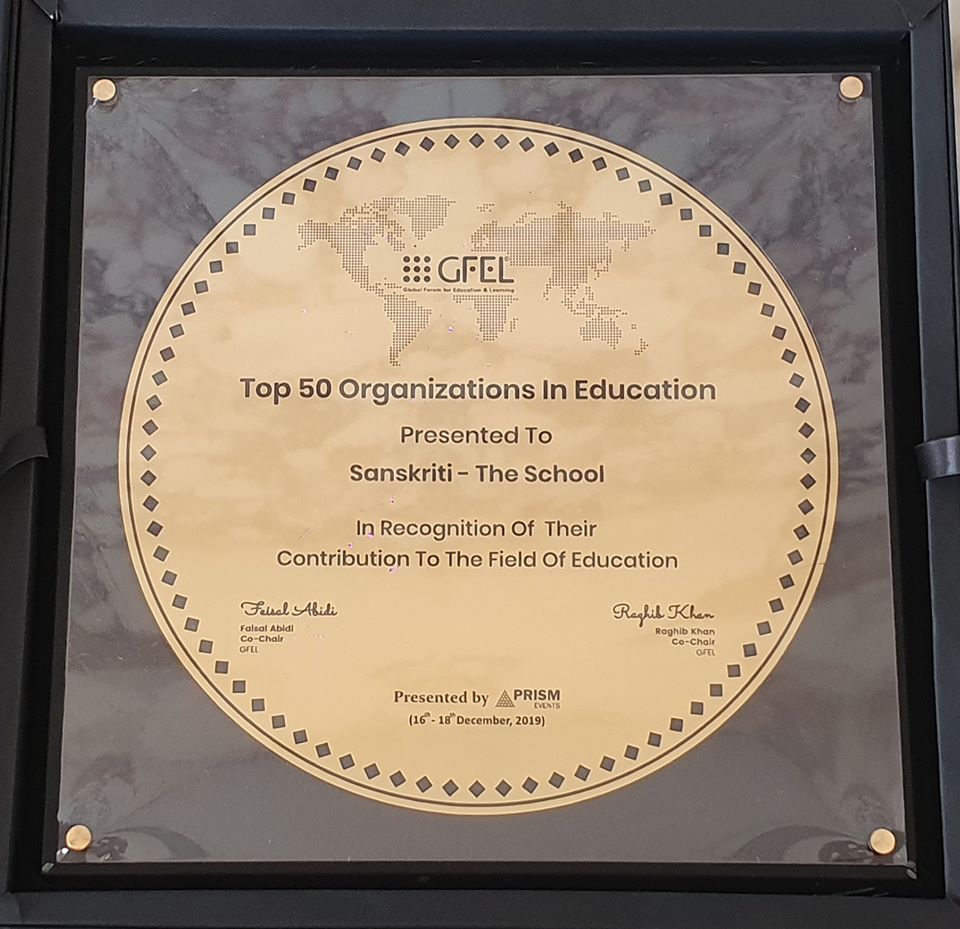 GFEL
Global Forum for Education & Learning
Top 50 Organizations In Education
Presented To
Sanskriti - The School
In Recognition Of Their
Contribution To The Field Of Education
Faisal Abidi
Faisal Abidi
Co-Chair
GFEL
Raghib Khan
Raghib Khan
Co-Chair
GFEL
Presented by PRISM
EVENTS
(16th - 18th December, 2019)